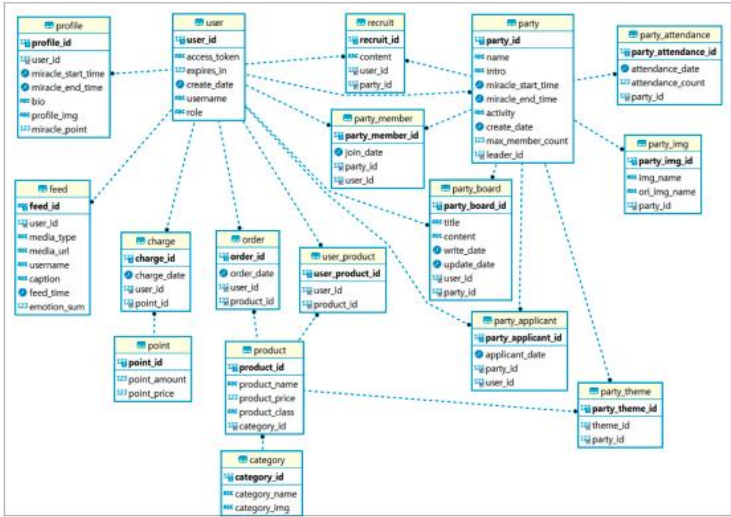 profile
profile_id
user_id
miracle_start_time
miracle_end_time
bio
profile_img
miracle_point
user
user_id
access_token
expires_in
create_date
username
role
recruit
recruit_id
content
user_id
party_id
party
party_id
name
intro
miracle_start_time
miracle_end_time
activity
create_date
max_member_count
leader_id
party_attendance
party_attendance_id
attendance_date
attendance_count
party_id
party_member
party_member_id
join_date
party_id
user_id
party_img
party_img_id
img_name
ori_img_name
party_id
feed
feed_id
user_id
media_type
media_url
username
caption
feed_time
emotion_sum
charge
charge_id
charge_date
user_id
point_id
order
order_id
order_date
user_id
product_id
user_product
user_product_id
user_id
product_id
party_board
party_board_id
title
content
write_date
update_date
user_id
party_id
point
point_id
point_amount
point_price
product
product_id
product_name
product_price
product_class
category_id
party_applicant
party_applicant_id
applicant_date
party_id
user_id
party_theme
party_theme_id
theme_id
party_id
category
category_id
category_name
category_img